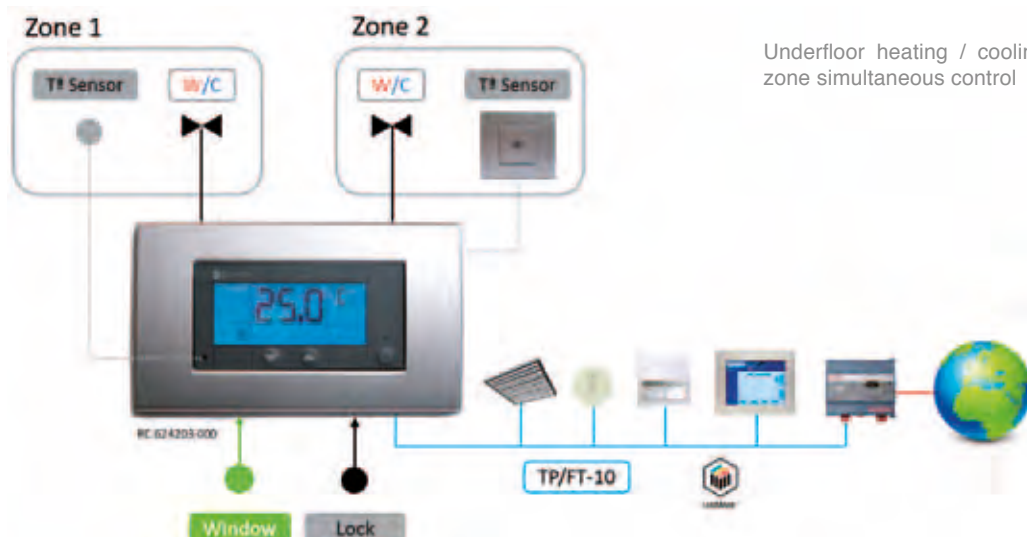 Zone 1
Zone 2
Underfloor heating / coolin
zone simultaneous control
Tª Sensor
W/C
W/C
Tª Sensor
25.0
RC.624203-000
TP/FT-10
Window
Lock